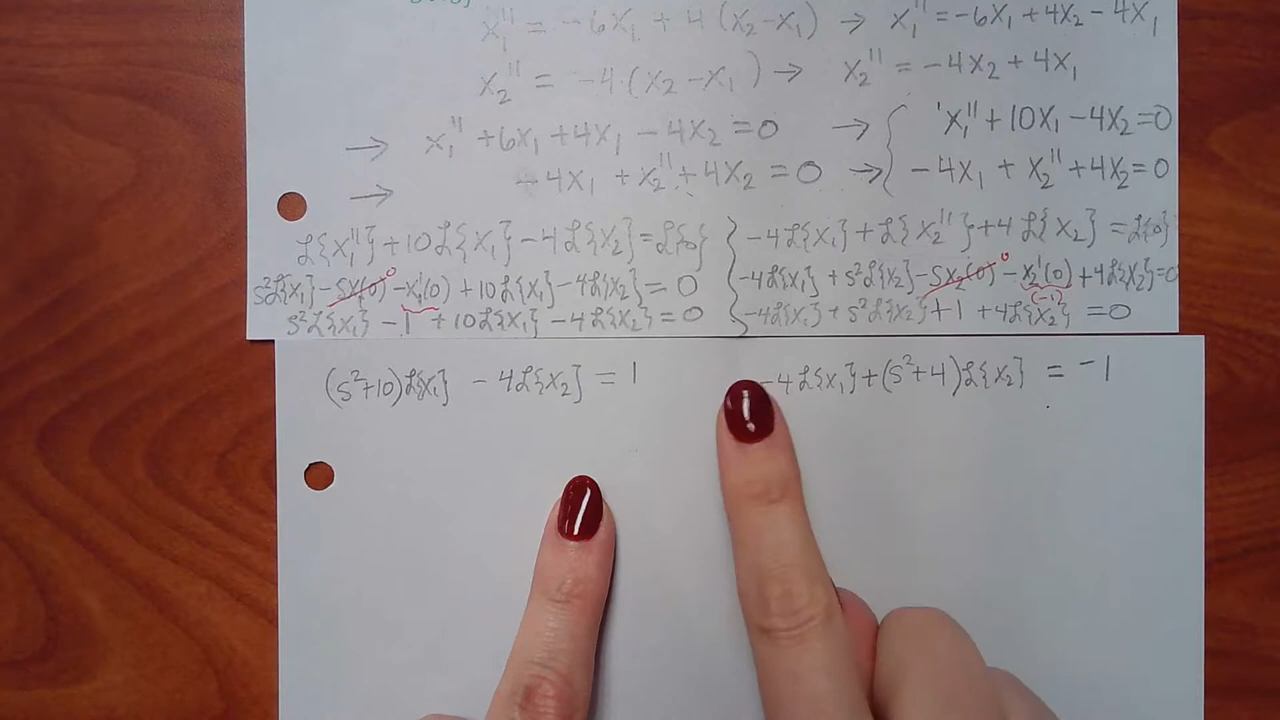 x₁'' = -6x₁ + 4(x₂-x₁) → x₁'' = -6x₁ + 4x₂ - 4x₁
x₂'' = -4·(x₂-x₁) → x₂'' = -4x₂ + 4x₁
→ x₁'' + 6x₁ + 4x₁ - 4x₂ = 0 → { x₁'' + 10x₁ - 4x₂ = 0
→ -4x₁ + x₂'' + 4x₂ = 0 → -4x₁ + x₂'' + 4x₂ = 0
ℒ{x₁''} + 10ℒ{x₁} - 4ℒ{x₂} = ℒ{0} } -4ℒ{x₁} + ℒ{x₂''} + 4ℒ{x₂} = ℒ{0}
s²ℒ{x₁} - sx₁(0)⁰ - x₁'(0) + 10ℒ{x₁} - 4ℒ{x₂} = 0 -4ℒ{x₁} + s²ℒ{x₂} - sx₂(0)⁰ - x₂'(0) + 4ℒ{x₂} = 0
(-1)
s²ℒ{x₁} - 1 + 10ℒ{x₁} - 4ℒ{x₂} = 0 -4ℒ{x₁} + s²ℒ{x₂} + 1 + 4ℒ{x₂} = 0
(s²+10)ℒ{x₁} - 4ℒ{x₂} = 1 -4ℒ{x₁} + (s²+4)ℒ{x₂} = -1